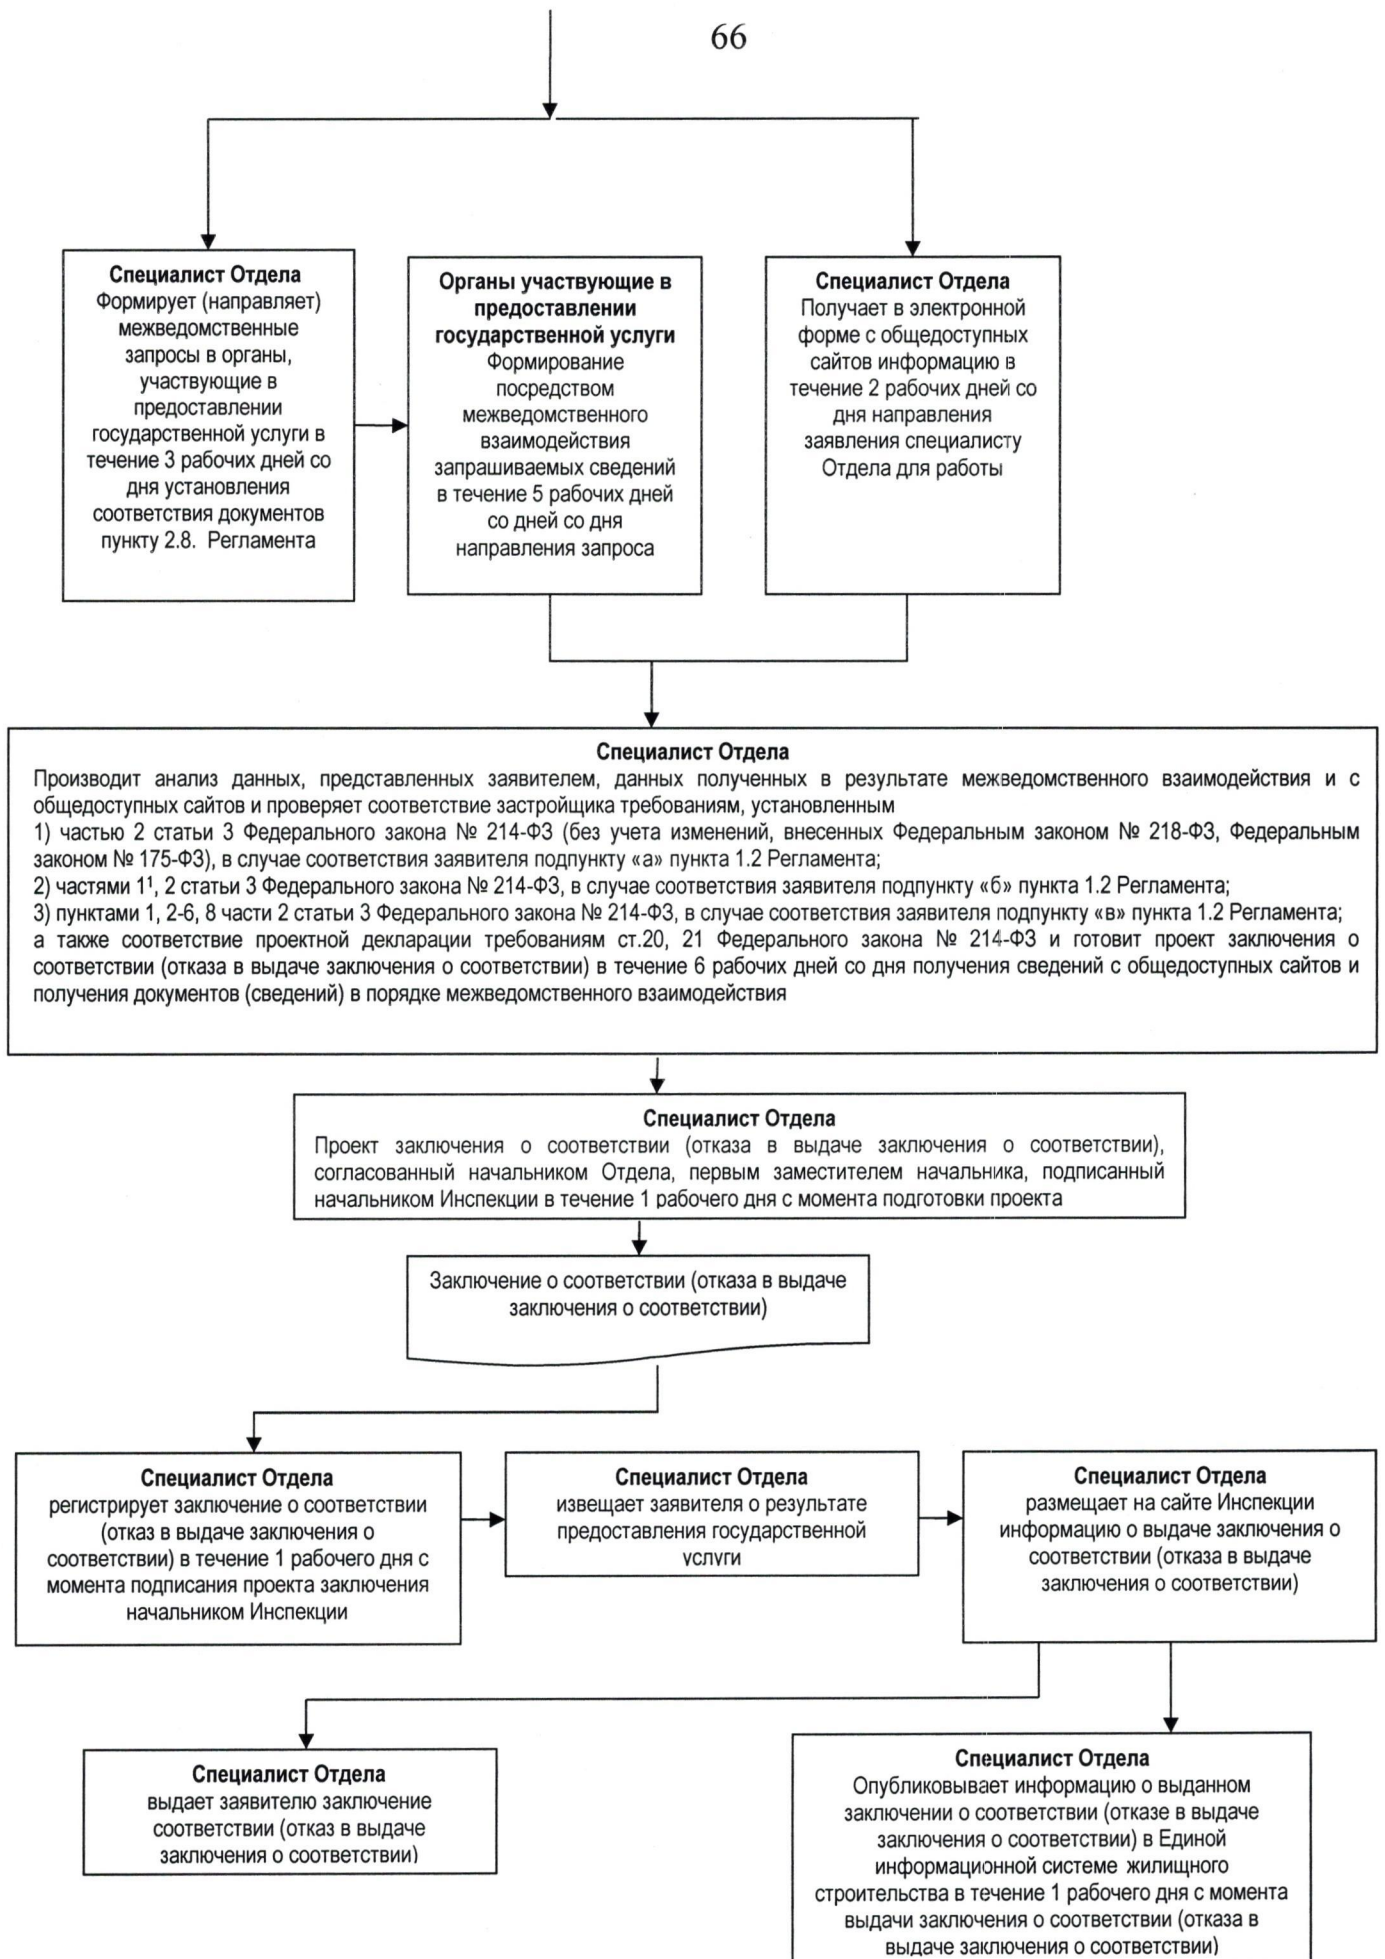 66
Специалист Отдела
Формирует (направляет)
межведомственные
запросы в органы,
участвующие в
предоставлении
государственной услуги в
течение 3 рабочих дней со
дня установления
соответствия документов
пункту 2.8. Регламента
Органы участвующие в
предоставлении
государственной услуги
Формирование
посредством
межведомственного
взаимодействия
запрашиваемых сведений
в течение 5 рабочих дней
со дней со дня
направления запроса
Специалист Отдела
Получает в электронной
форме с общедоступных
сайтов информацию в
течение 2 рабочих дней со
дня направления
заявления специалисту
Отдела для работы
Специалист Отдела
Производит анализ данных, представленных заявителем, данных полученных в результате межведомственного взаимодействия и с
общедоступных сайтов и проверяет соответствие застройщика требованиям, установленным
1) частью 2 статьи 3 Федерального закона № 214-ФЗ (без учета изменений, внесенных Федеральным законом № 218-ФЗ, Федеральным
законом № 175-ФЗ), в случае соответствия заявителя подпункту «а» пункта 1.2 Регламента;
2) частями 1¹, 2 статьи 3 Федерального закона № 214-ФЗ, в случае соответствия заявителя подпункту «б» пункта 1.2 Регламента;
3) пунктами 1, 2-6, 8 части 2 статьи 3 Федерального закона № 214-ФЗ, в случае соответствия заявителя подпункту «в» пункта 1.2 Регламента;
а также соответствие проектной декларации требованиям ст.20, 21 Федерального закона № 214-ФЗ и готовит проект заключения о
соответствии (отказа в выдаче заключения о соответствии) в течение 6 рабочих дней со дня получения сведений с общедоступных сайтов и
получения документов (сведений) в порядке межведомственного взаимодействия
Специалист Отдела
Проект заключения о соответствии (отказа в выдаче заключения о соответствии),
согласованный начальником Отдела, первым заместителем начальника, подписанный
начальником Инспекции в течение 1 рабочего дня с момента подготовки проекта
Заключение о соответствии (отказа в выдаче
заключения о соответствии)
Специалист Отдела
регистрирует заключение о соответствии
(отказ в выдаче заключения о
соответствии) в течение 1 рабочего дня с
момента подписания проекта заключения
начальником Инспекции
Специалист Отдела
извещает заявителя о результате
предоставления государственной
услуги
Специалист Отдела
размещает на сайте Инспекции
информацию о выдаче заключения о
соответствии (отказа в выдаче
заключения о соответствии)
Специалист Отдела
выдает заявителю заключение
соответствии (отказ в выдаче
заключения о соответствии)
Специалист Отдела
Опубликовывает информацию о выданном
заключении о соответствии (отказе в выдаче
заключения о соответствии) в Единой
информационной системе жилищного
строительства в течение 1 рабочего дня с момента
выдачи заключения о соответствии (отказа в
выдаче заключения о соответствии)